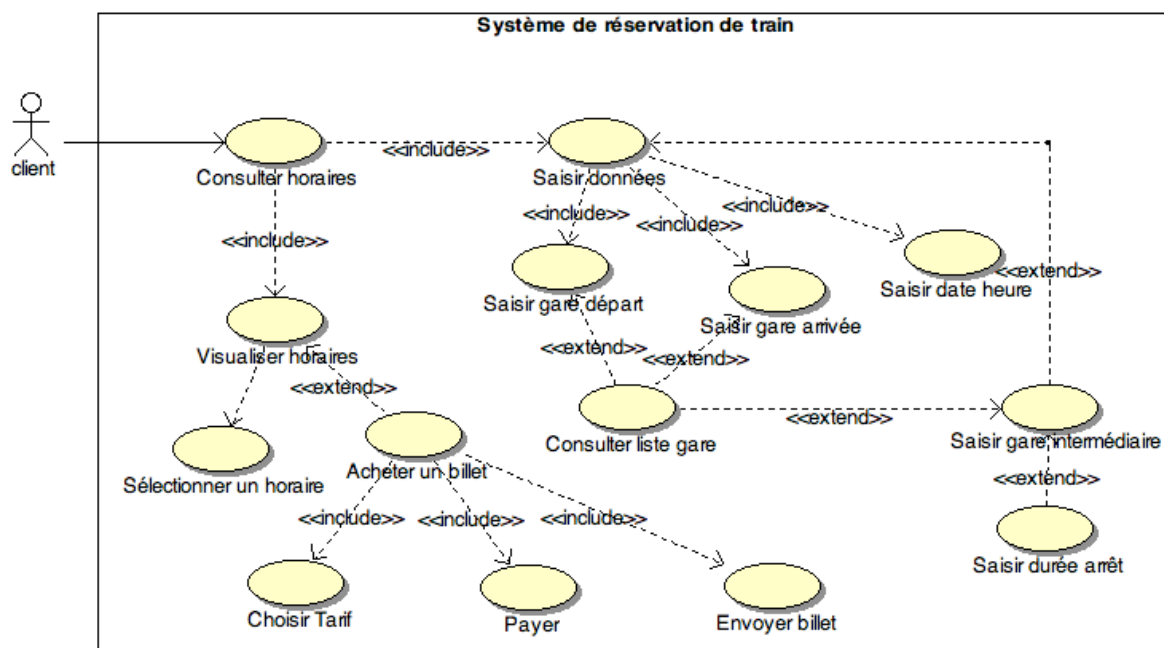 Système de réservation de train
client
Consulter horaires
<<include>>
Saisir données
<<include>>
<<include>>
<<include>>
<<include>>
Saisir gare départ
Saisir gare arrivée
Saisir date heure
<<extend>>
Visualiser horaires
<<extend>>
<<extend>>
<<extend>>
Sélectionner un horaire
Acheter un billet
Consulter liste gare
<<extend>>
Saisir gare intermédiaire
<<extend>>
<<include>>
<<include>>
<<include>>
Saisir durée arrêt
Choisir Tarif
Payer
Envoyer billet